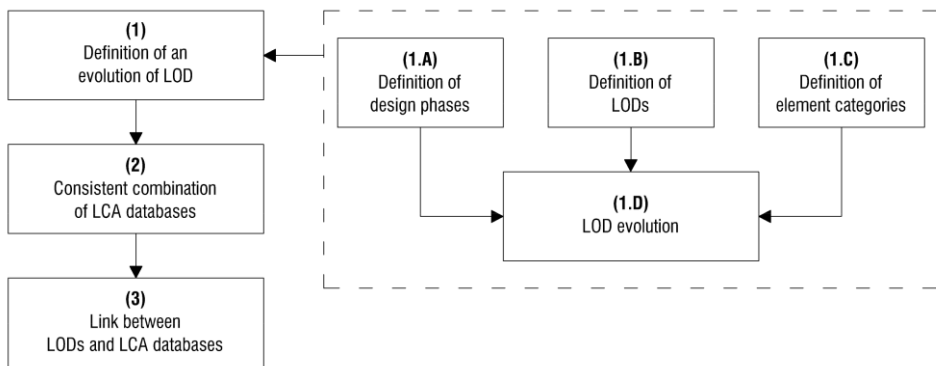 (1)
Definition of an
evolution of LOD
(2)
Consistent combination
of LCA databases
(3)
Link between
LODs and LCA databases
(1.A)
Definition of
design phases
(1.B)
Definition of
LODs
(1.C)
Definition of
element categories
(1.D)
LOD evolution